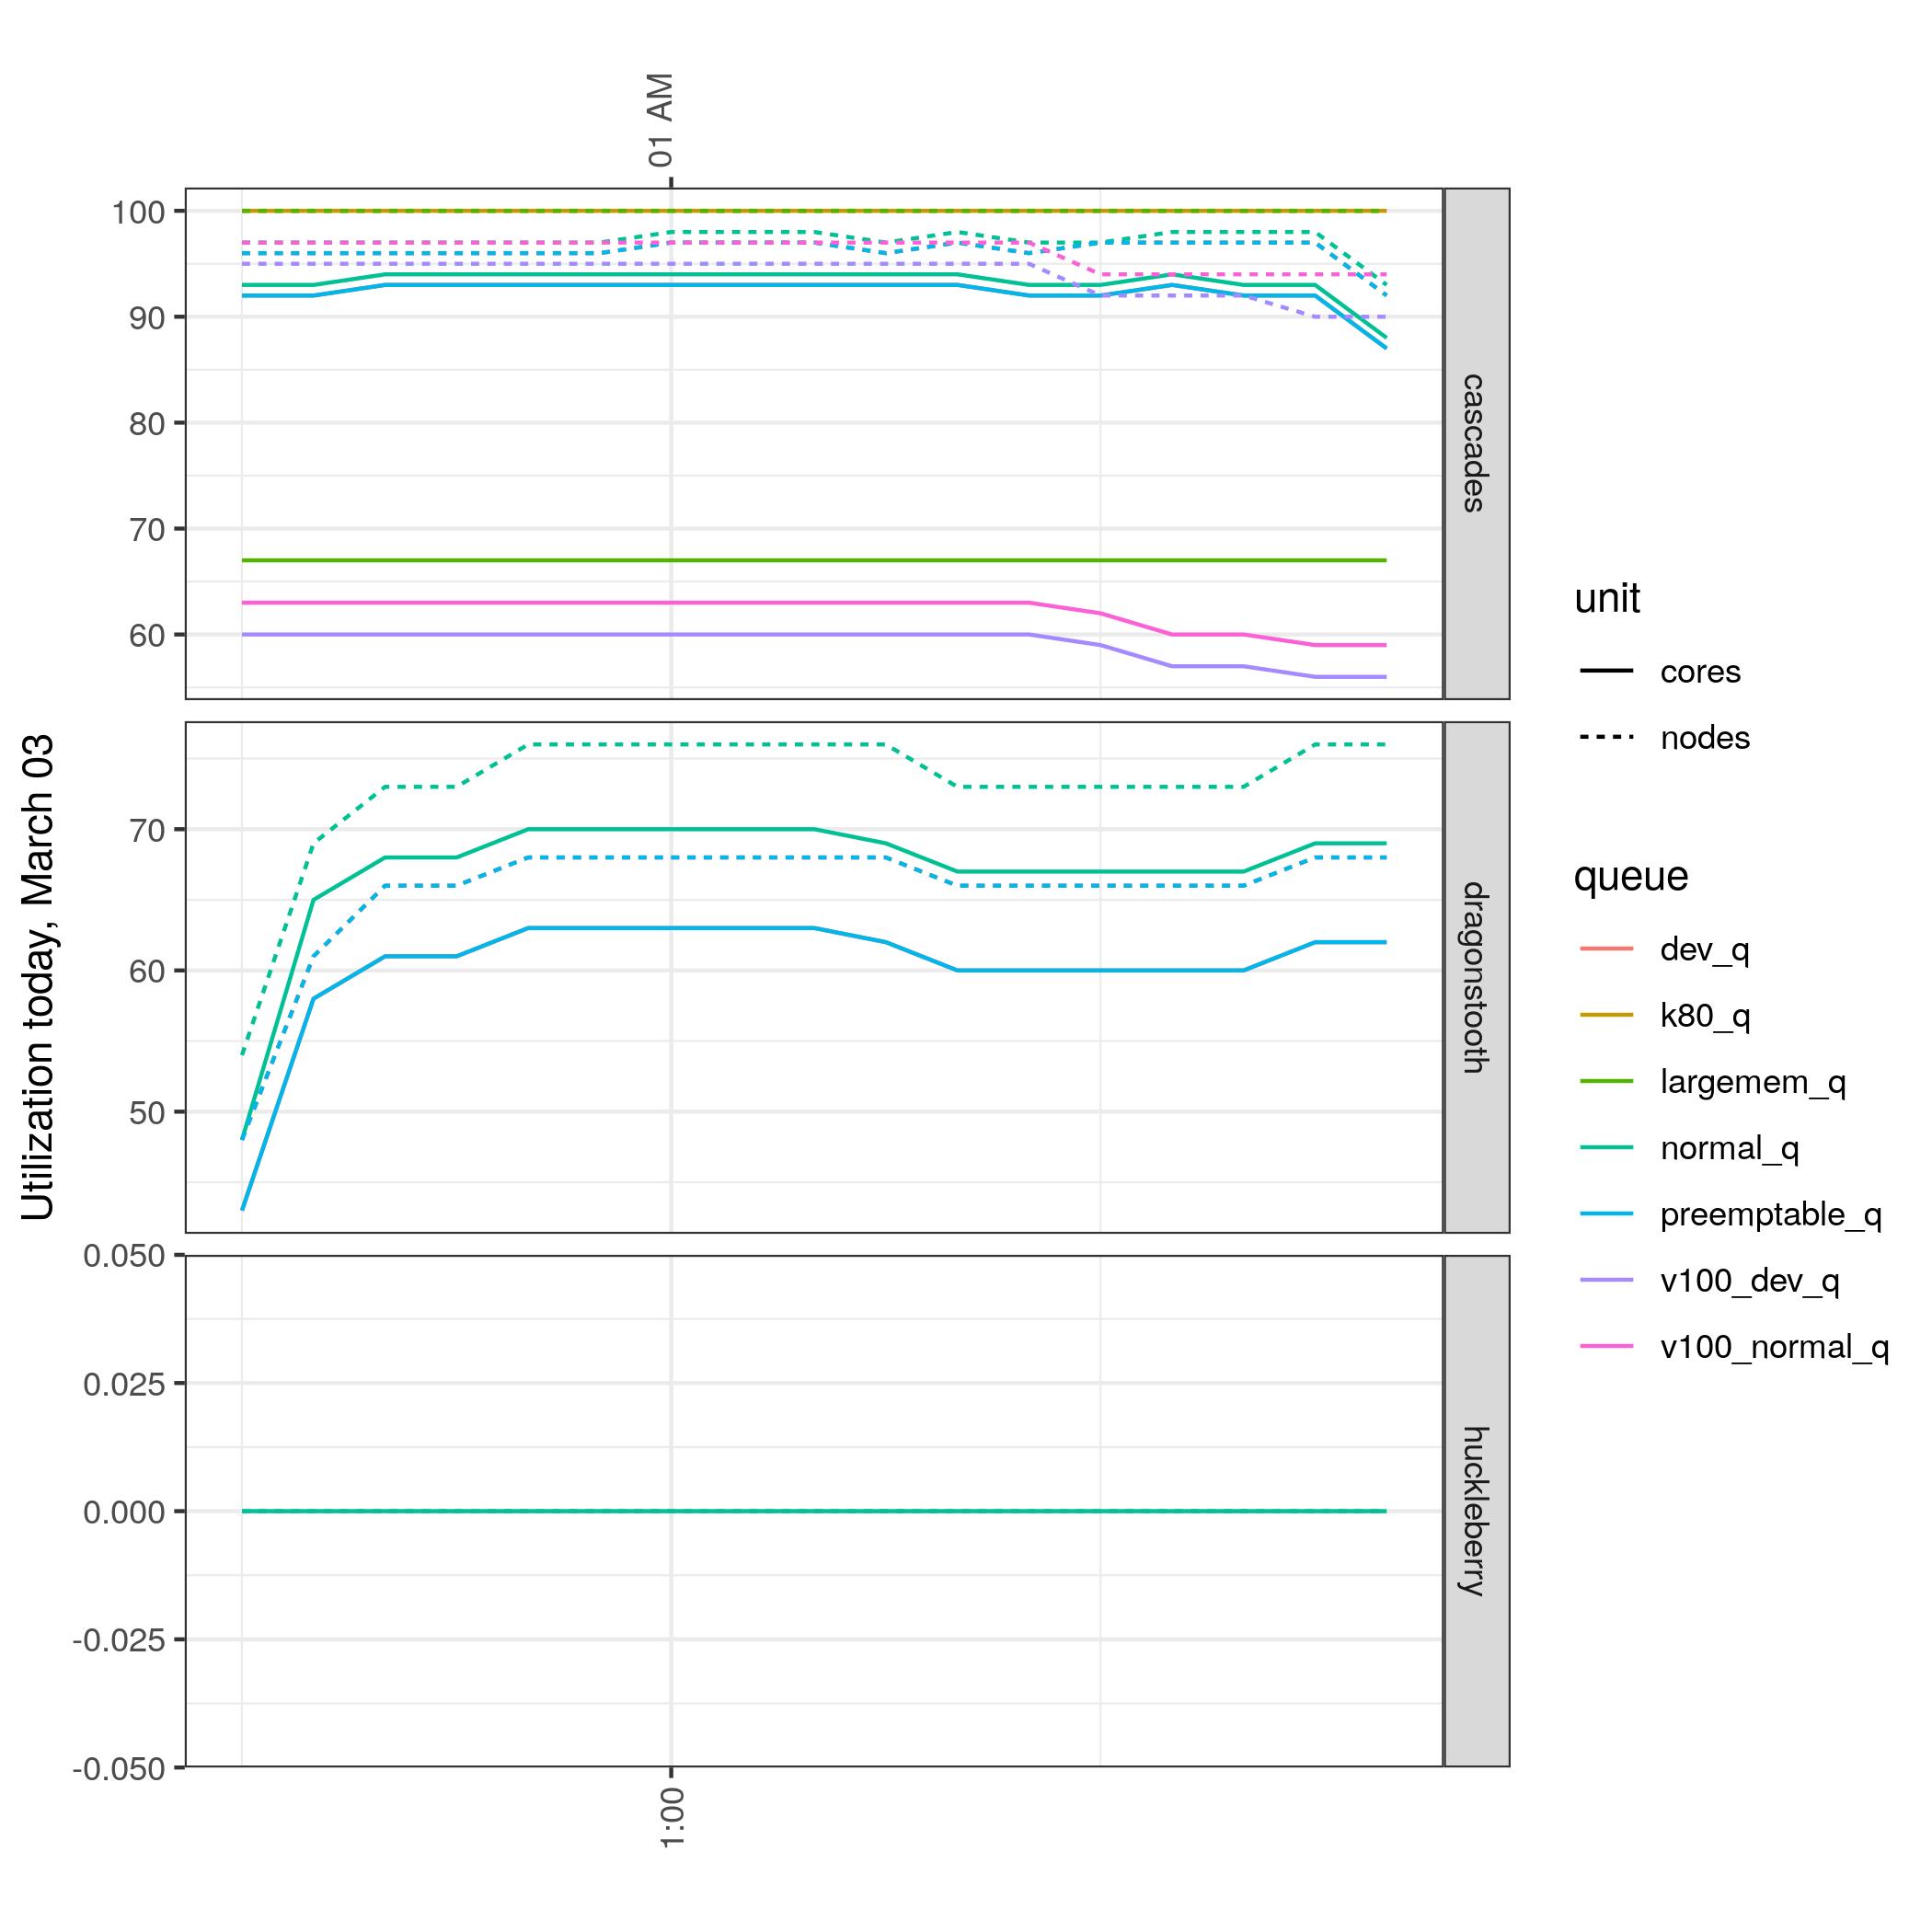 01 AM
Utilization today, March 03
100
90
80
70
60
cascades
70
60
50
dragonstooth
0.050
0.025
0.000
-0.025
-0.050
huckleberry
1:00
unit
cores
nodes
queue
dev_q
k80_q
largemem_q
normal_q
preemptable_q
v100_dev_q
v100_normal_q